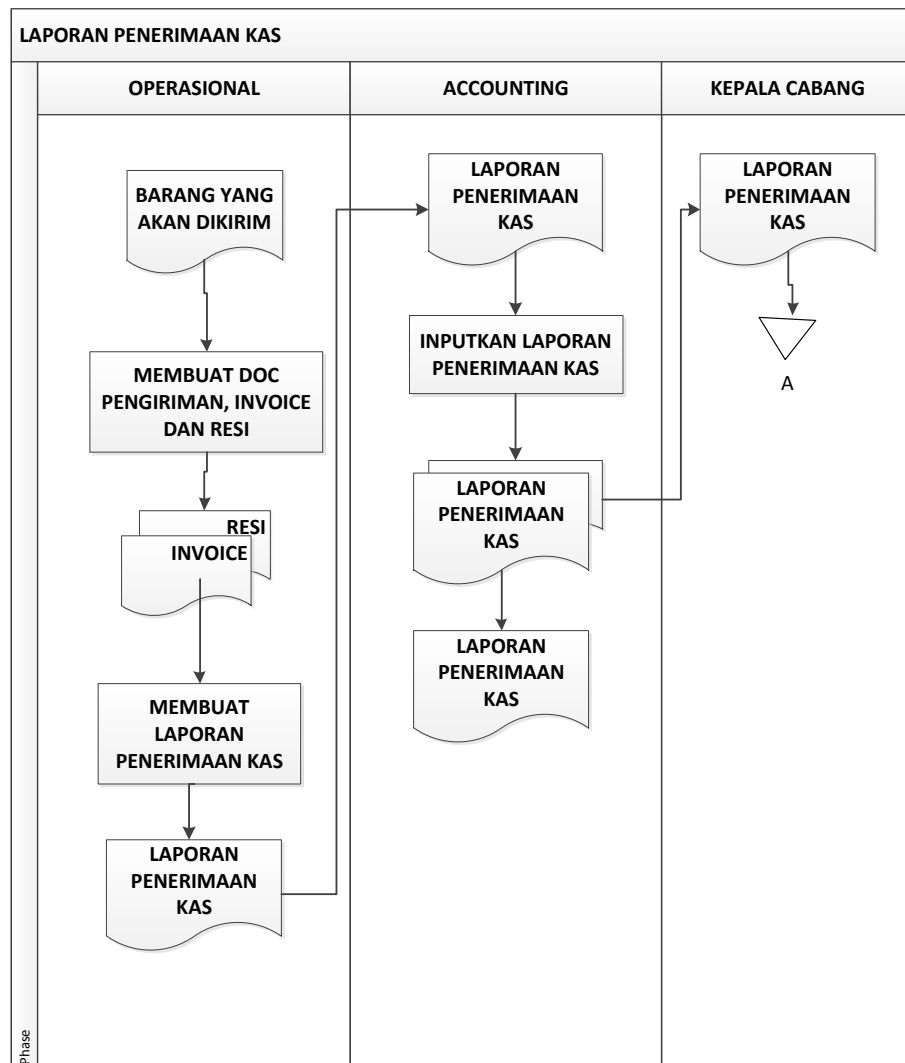 LAPORAN PENERIMAAN KAS
OPERASIONAL
ACCOUNTING
KEPALA CABANG
BARANG YANG
AKAN DIKIRIM
MEMBUAT DOC
PENGIRIMAN, INVOICE
DAN RESI
RESI
INVOICE
MEMBUAT
LAPORAN
PENERIMAAN KAS
LAPORAN
PENERIMAAN
KAS
LAPORAN
PENERIMAAN
KAS
INPUTKAN LAPORAN
PENERIMAAN KAS
LAPORAN
PENERIMAAN
KAS
LAPORAN
PENERIMAAN
KAS
LAPORAN
PENERIMAAN
KAS
A
Phase